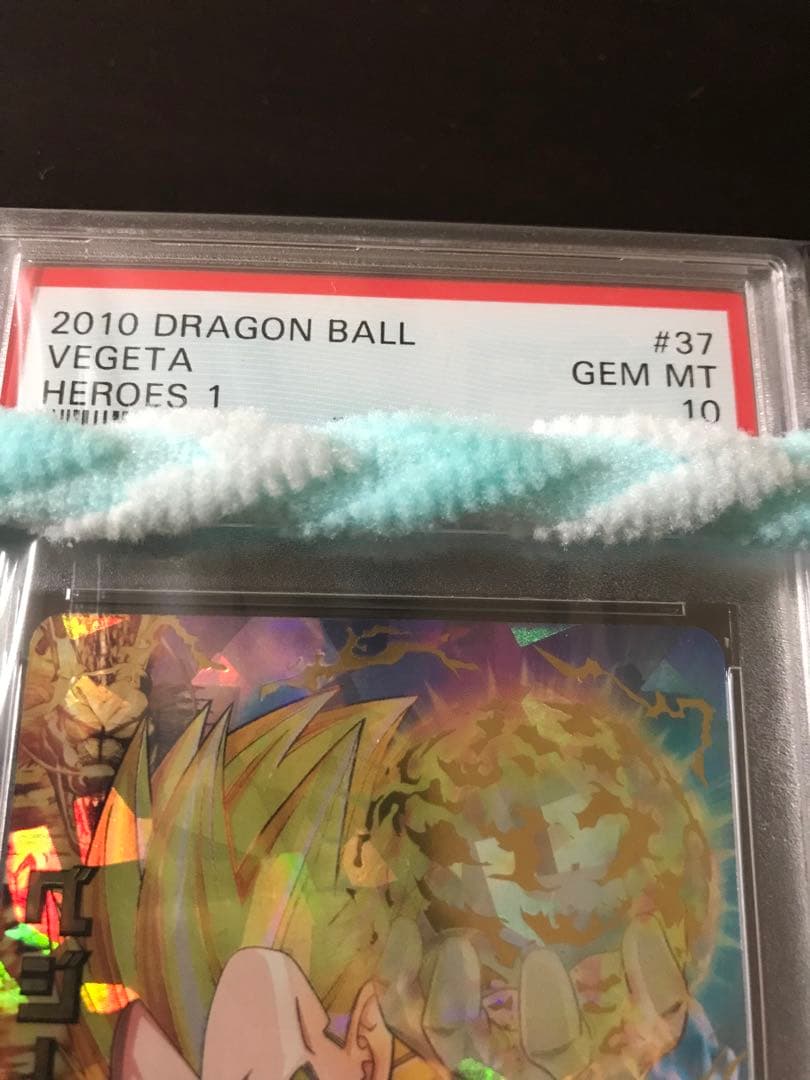 2010 DRAGON BALL
#37
VEGETA
GEM MT
HEROES 1
10